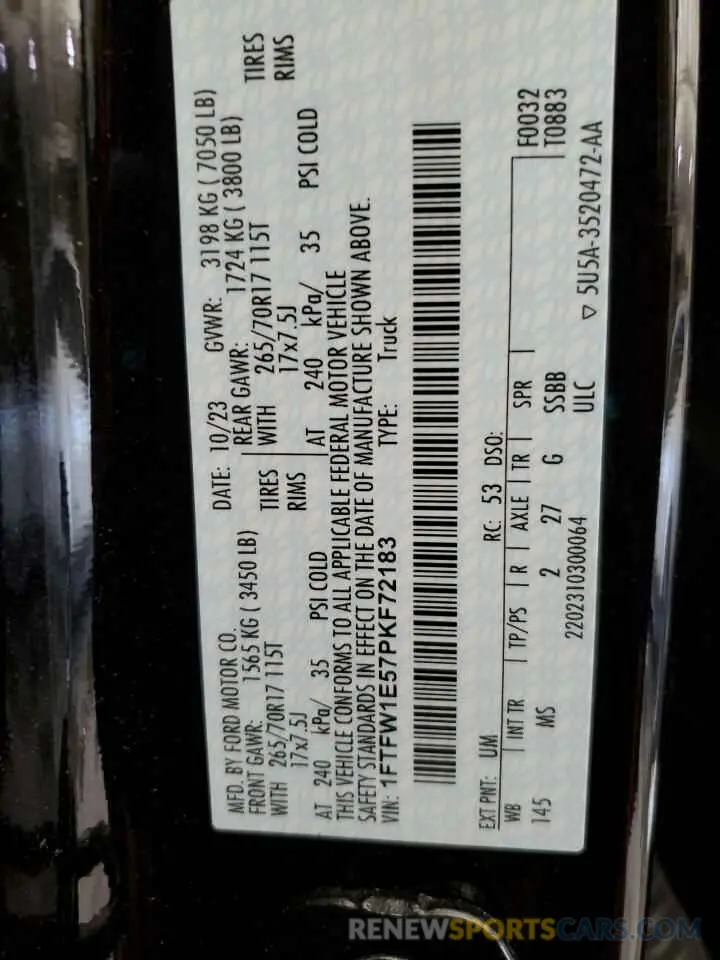 MFD. BY FORD MOTOR CO.
DATE: 10/23 GVWR: 3198 KG ( 7050 LB)
FRONT GAWR: 1565 KG ( 3450 LB)
REAR GAWR: 1724 KG ( 3800 LB)
WITH 265/70R17 115T TIRES
WITH 265/70R17 115T TIRES
17x7.5J RIMS
17x7.5J RIMS
AT 240 kPa/ 35 PSI COLD
AT 240 kPa/ 35 PSI COLD
THIS VEHICLE CONFORMS TO ALL APPLICABLE FEDERAL MOTOR VEHICLE
SAFETY STANDARDS IN EFFECT ON THE DATE OF MANUFACTURE SHOWN ABOVE.
VIN: 1FTFW1E57PKF72183 TYPE: Truck
EXT PNT: UM RC: 53 DSO:
WB INT TR TP/PS R AXLE TR SPR F0032
145 MS 2 27 G SSBB T0883
2202310300064 ULC ▽ 5U5A-3520472-AA
RENEWSPORTSCARS.COM